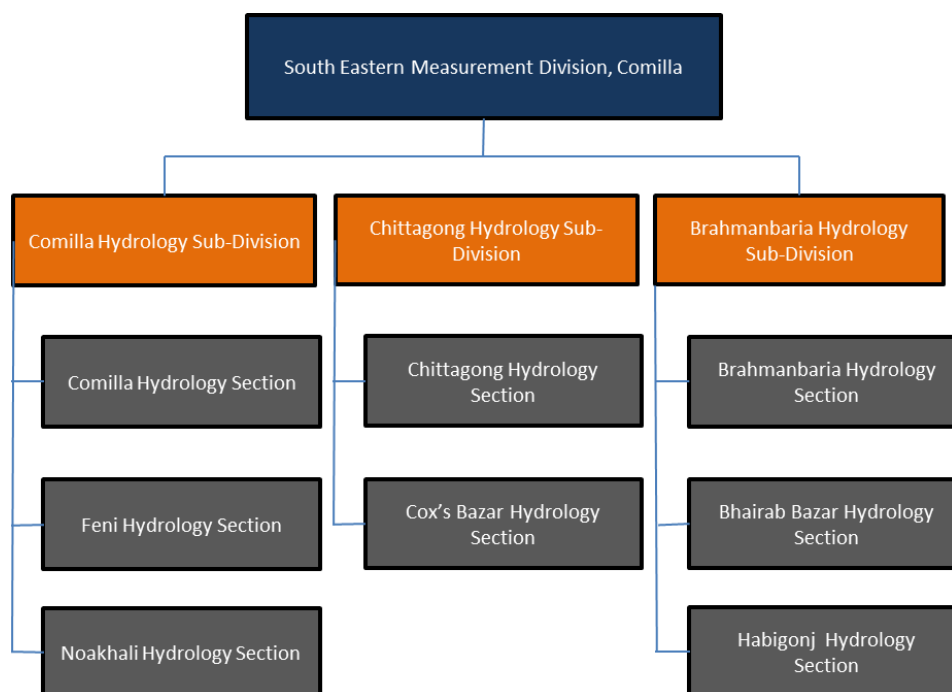 South Eastern Measurement Division, Comilla
Comilla Hydrology Sub-Division
Chittagong Hydrology Sub-
Division
Brahmanbaria Hydrology
Sub-Division
Comilla Hydrology Section
Chittagong Hydrology
Section
Brahmanbaria Hydrology
Section
Feni Hydrology Section
Cox's Bazar Hydrology
Section
Bhairab Bazar Hydrology
Section
Noakhali Hydrology Section
Habigonj Hydrology
Section